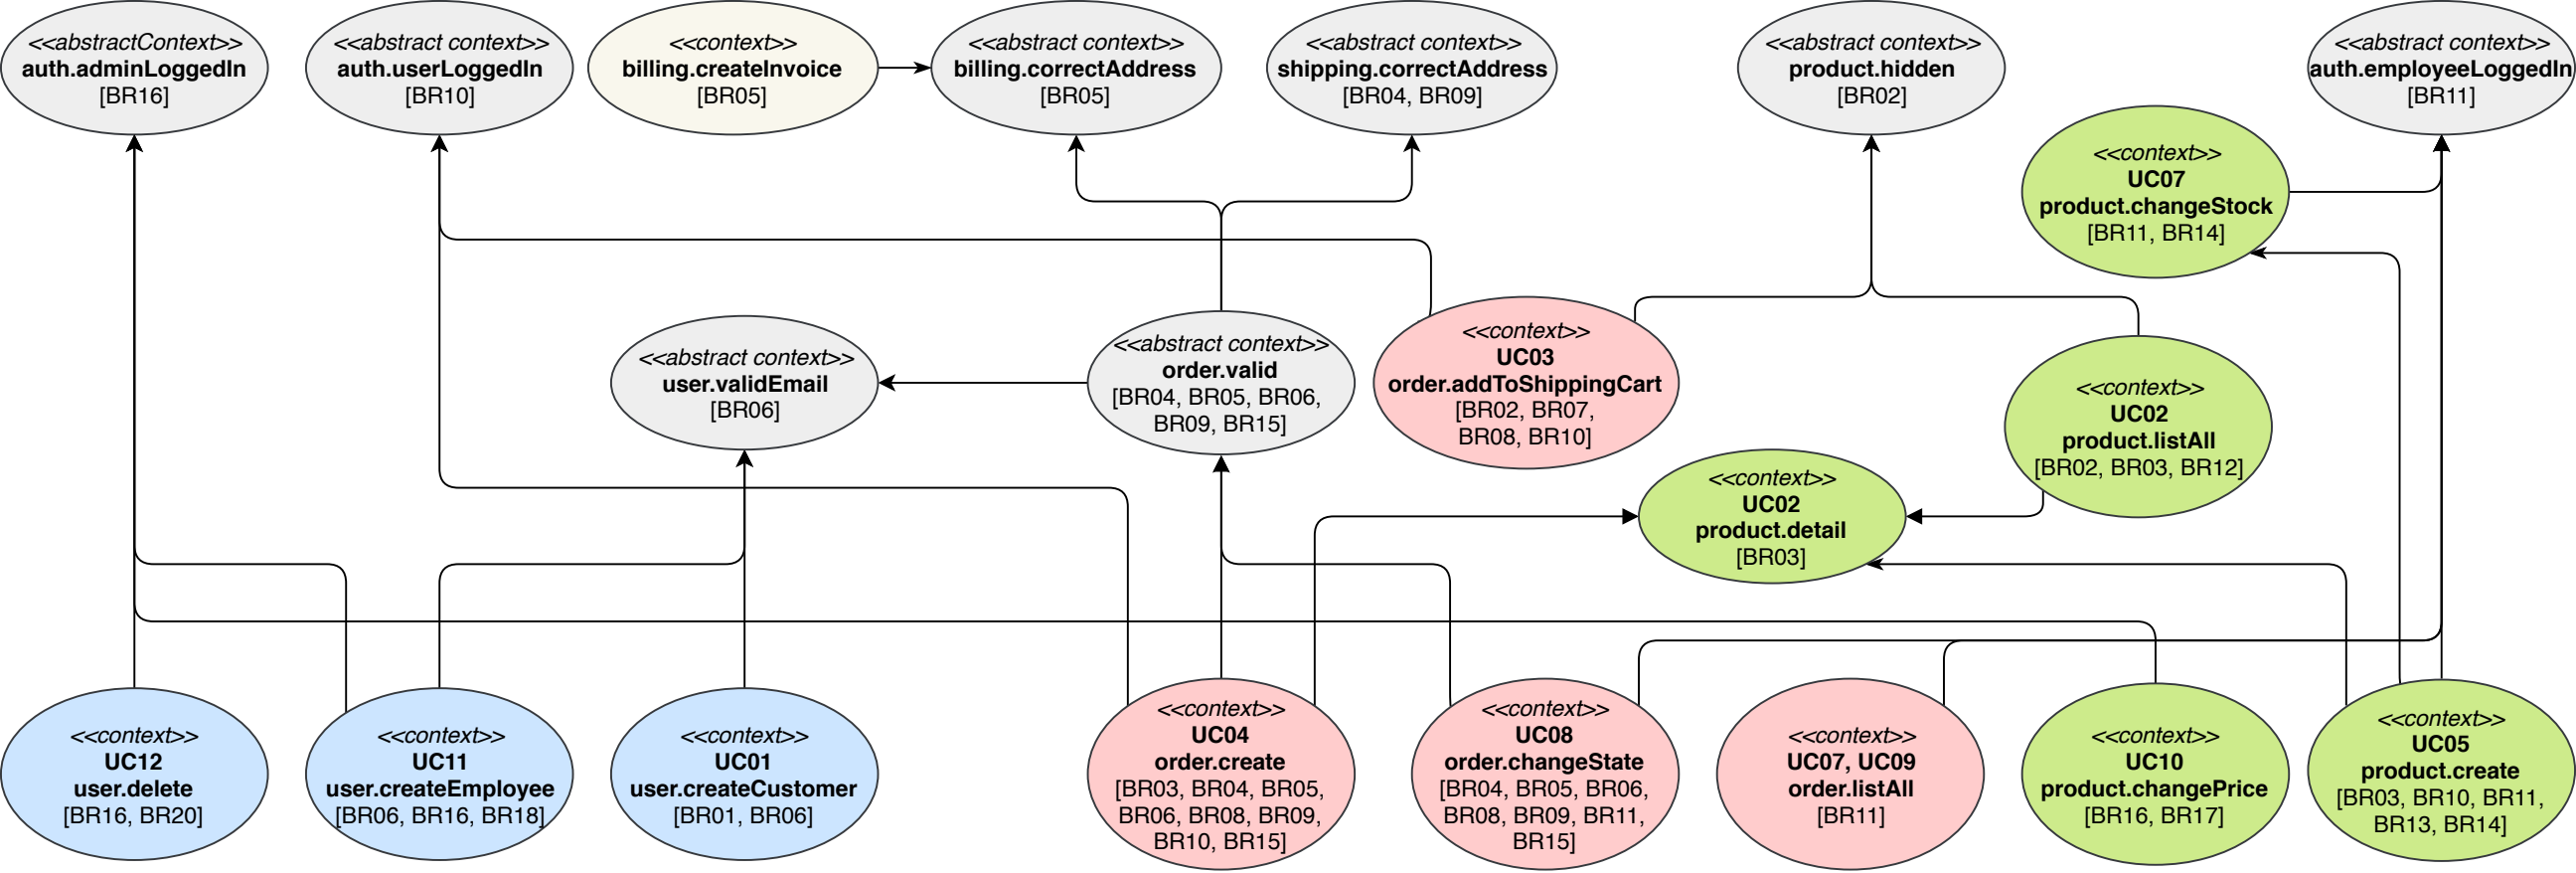 <<abstractContext>>
auth.adminLoggedIn
[BR16]
<<abstract context>>
auth.userLoggedIn
[BR10]
<<context>>
billing.createInvoice
[BR05]
<<abstract context>>
billing.correctAddress
[BR05]
<<abstract context>>
shipping.correctAddress
[BR04, BR09]
<<abstract context>>
product.hidden
[BR02]
<<abstract context>>
auth.employeeLoggedIn
[BR11]
<<context>>
UC07
product.changeStock
[BR11, BR14]
<<abstract context>>
user.validEmail
[BR06]
<<abstract context>>
order.valid
[BR04, BR05, BR06,
BR09, BR15]
<<context>>
UC03
order.addToShippingCart
[BR02, BR07,
BR08, BR10]
<<context>>
UC02
product.listAll
[BR02, BR03, BR12]
<<context>>
UC02
product.detail
[BR03]
<<context>>
UC12
user.delete
[BR16, BR20]
<<context>>
UC11
user.createEmployee
[BR06, BR16, BR18]
<<context>>
UC01
user.createCustomer
[BR01, BR06]
<<context>>
UC04
order.create
[BR03, BR04, BR05,
BR06, BR08, BR09,
BR10, BR15]
<<context>>
UC08
order.changeState
[BR04, BR05, BR06,
BR08, BR09, BR11,
BR15]
<<context>>
UC07, UC09
order.listAll
[BR11]
<<context>>
UC10
product.changePrice
[BR16, BR17]
<<context>>
UC05
product.create
[BR03, BR10, BR11,
BR13, BR14]